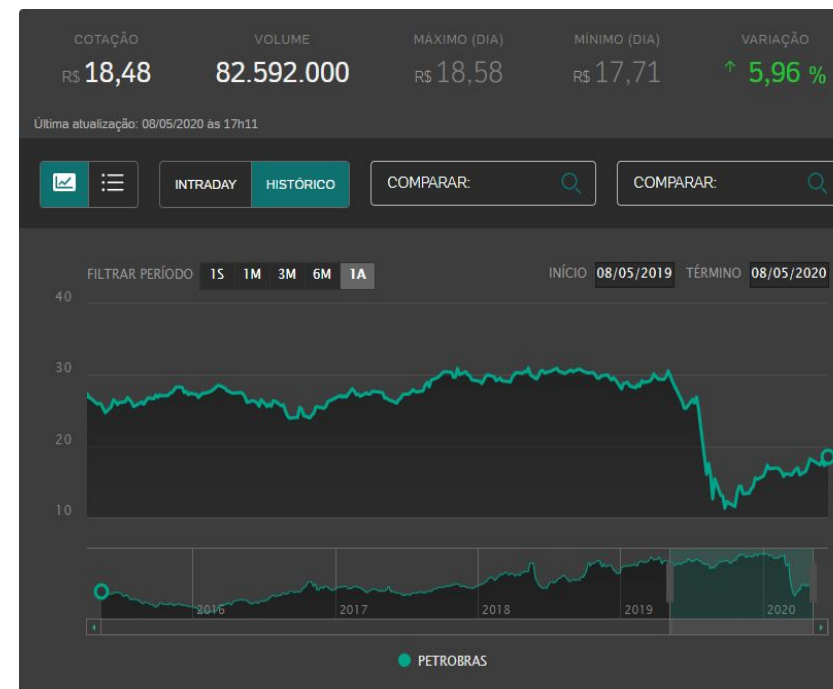 COTAÇÃO VOLUME MÁXIMO (DIA) MÍNIMO (DIA) VARIAÇÃO
R$ 18,48 82.592.000 R$ 18,58 R$ 17,71 ↑ 5,96 %
Última atualização: 08/05/2020 às 17h11
INTRADAY HISTÓRICO COMPARAR: COMPARAR:
FILTRAR PERÍODO 1S 1M 3M 6M 1A INÍCIO 08/05/2019 TÉRMINO 08/05/2020
40
30
20
10
2016 2017 2018 2019 2020
PETROBRAS